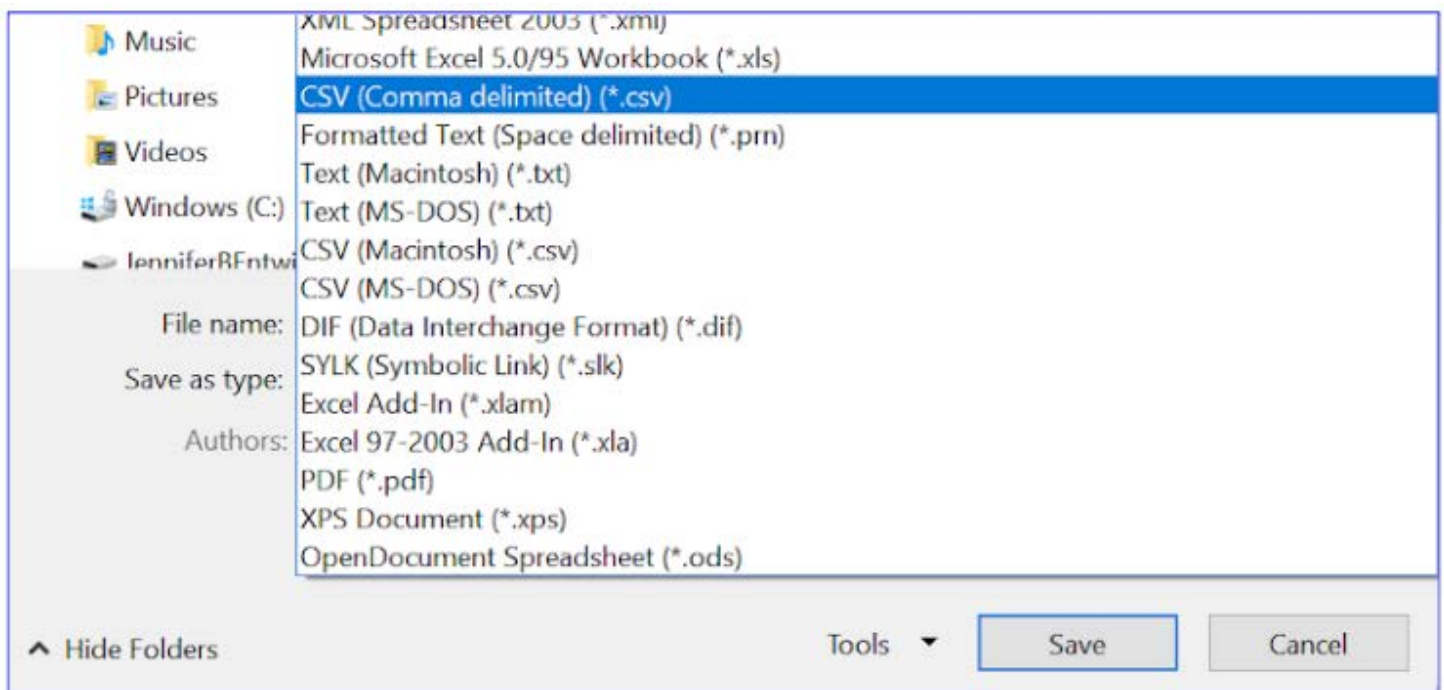 Music
Pictures
Videos
Windows (C:)
JenniferBEntwi
XML Spreadsheet 2003 (*.xml)
Microsoft Excel 5.0/95 Workbook (*.xls)
CSV (Comma delimited) (*.csv)
Formatted Text (Space delimited) (*.prn)
Text (Macintosh) (*.txt)
Text (MS-DOS) (*.txt)
CSV (Macintosh) (*.csv)
CSV (MS-DOS) (*.csv)
DIF (Data Interchange Format) (*.dif)
SYLK (Symbolic Link) (*.slk)
Excel Add-In (*.xlam)
Excel 97-2003 Add-In (*.xla)
PDF (*.pdf)
XPS Document (*.xps)
OpenDocument Spreadsheet (*.ods)
File name:
Save as type:
Authors:
Hide Folders
Tools
Save
Cancel